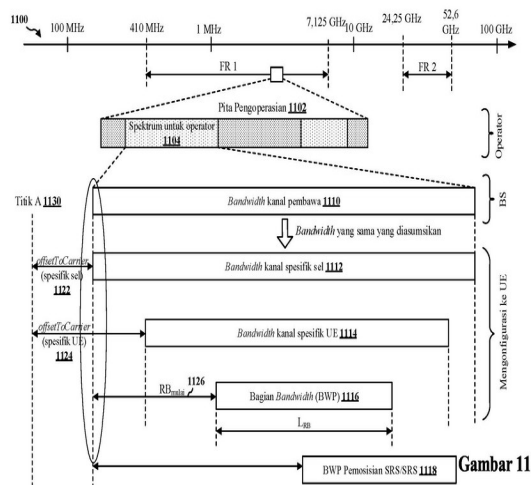 1100
100 MHz
410 MHz
1 MHz
7,125 GHz
10 GHz
24,25 GHz
52,6 GHz
100 GHz
FR 1
FR 2
Pita Pengoperasian 1102
Spektrum untuk operator 1104
Operator
Titik A 1130
Bandwidth kanal pembawa 1110
BS
Bandwidth yang sama yang diasumsikan
offsetToCarrier (spesifik sel) 1122
Bandwidth kanal spesifik sel 1112
offsetToCarrier (spesifik UE) 1124
Bandwidth kanal spesifik UE 1114
Mengonfigurasi ke UE
RBmulai 1126
Bagian Bandwidth (BWP) 1116
LRB
BWP Pemosisian SRS/SRS 1118
Gambar 11